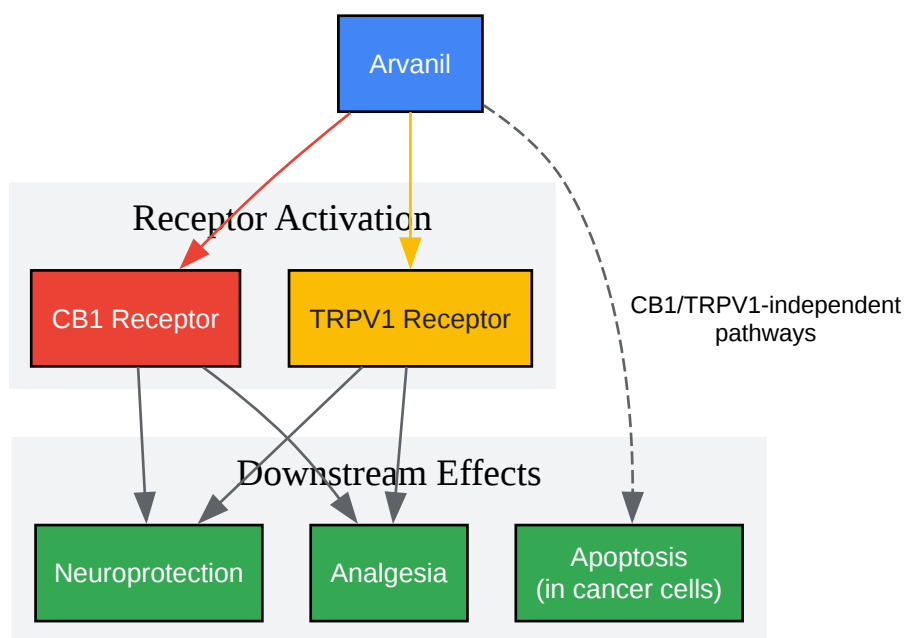 Arvanil
Receptor Activation
CB1 Receptor
TRPV1 Receptor
CB1/TRPV1-independent
pathways
Downstream Effects
Neuroprotection
Analgesia
Apoptosis
(in cancer cells)